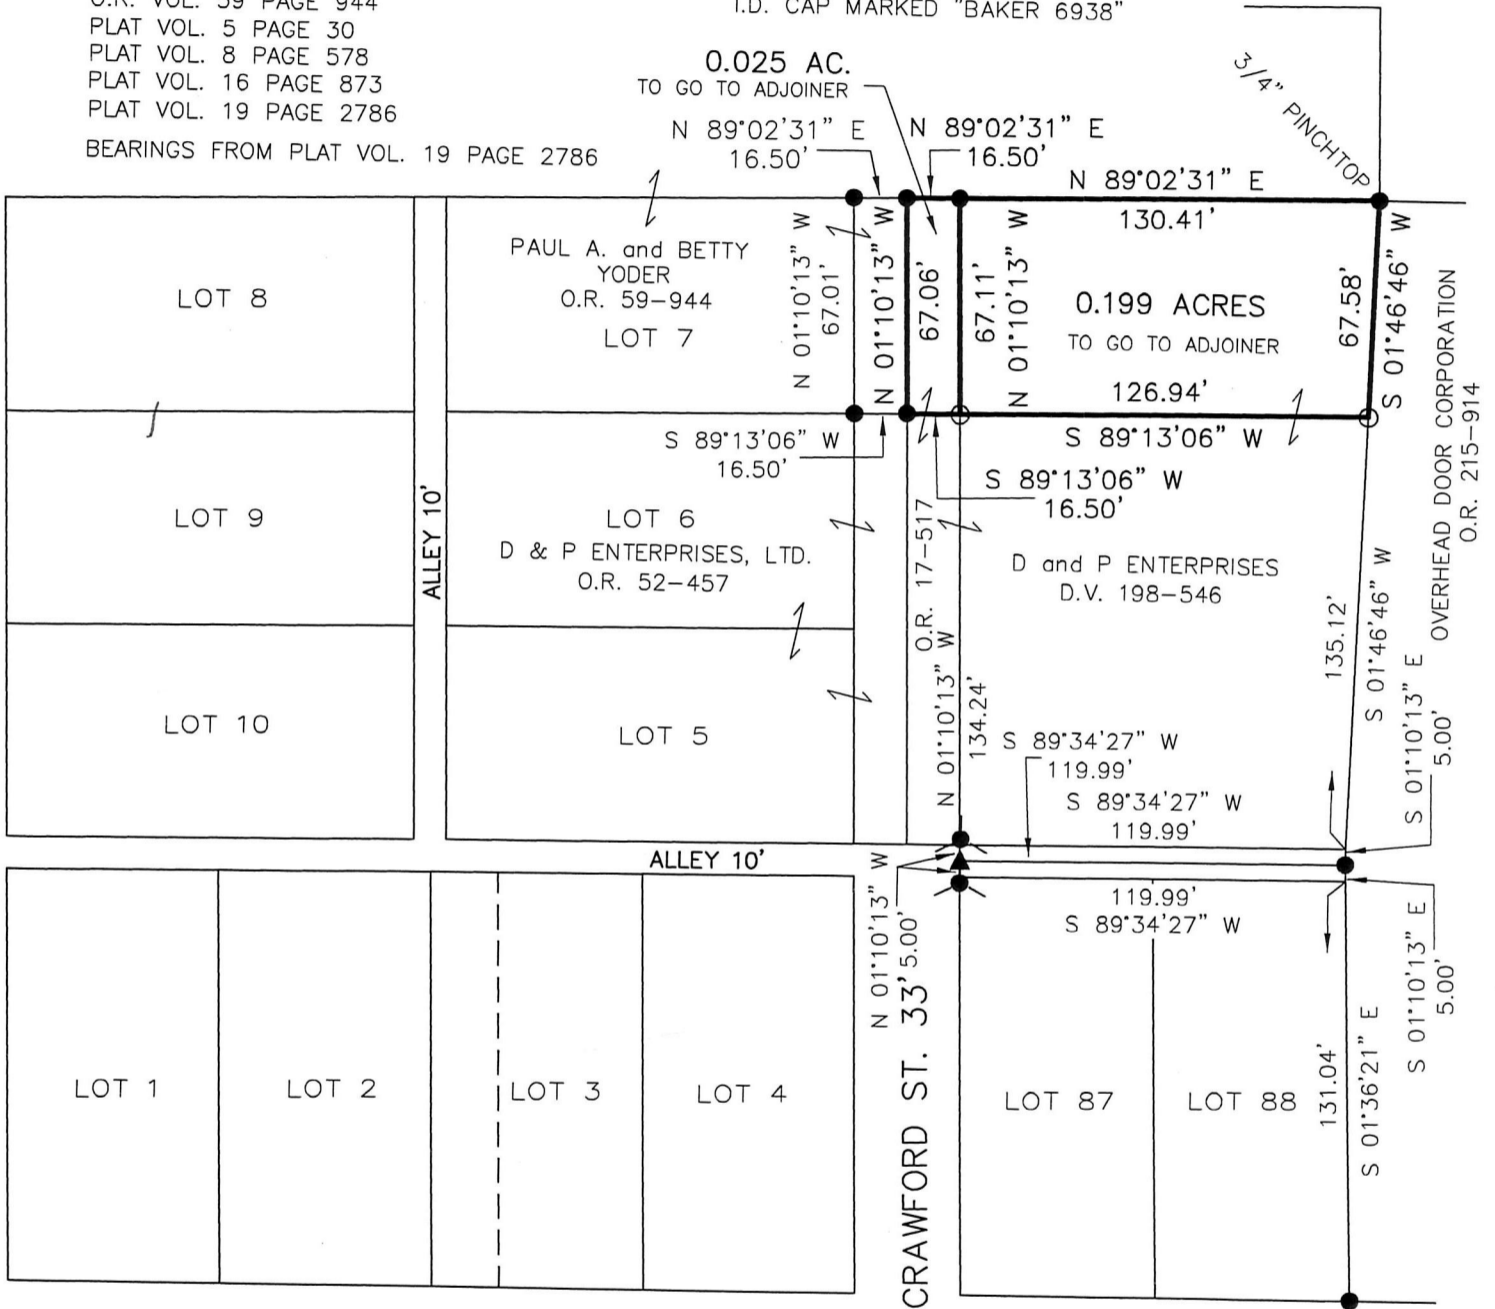 O.R. VOL. 59 PAGE 944
PLAT VOL. 5 PAGE 30
PLAT VOL. 8 PAGE 578
PLAT VOL. 16 PAGE 873
PLAT VOL. 19 PAGE 2786
BEARINGS FROM PLAT VOL. 19 PAGE 2786
I.D. CAP MARKED "BAKER 6938"
0.025 AC.
TO GO TO ADJOINER
3/4" PINCHTOP
N 89°02'31" E
16.50'
N 89°02'31" E
16.50'
N 89°02'31" E
130.41'
LOT 8
PAUL A. and BETTY
YODER
O.R. 59-944
LOT 7
N 01°10'13" W
67.01'
N 01°10'13" W
67.06'
67.11'
N 01°10'13" W
0.199 ACRES
TO GO TO ADJOINER
126.94'
S 89°13'06" W
67.58'
S 01°46'46" W
OVERHEAD DOOR CORPORATION
O.R. 215-914
S 89°13'06" W
16.50'
S 89°13'06" W
16.50'
LOT 9
ALLEY 10'
LOT 6
D & P ENTERPRISES, LTD.
O.R. 52-457
O.R. 17-517
D and P ENTERPRISES
D.V. 198-546
135.12'
S 01°46'46" W
LOT 10
LOT 5
N 01°10'13" W
134.24'
S 89°34'27" W
119.99'
S 89°34'27" W
119.99'
S 01°10'13" E
5.00'
ALLEY 10'
N 01°10'13" W
5.00'
119.99'
S 89°34'27" W
S 01°10'13" E
5.00'
LOT 1
LOT 2
LOT 3
LOT 4
CRAWFORD ST. 33'
LOT 87
LOT 88
131.04'
S 01°36'21" E